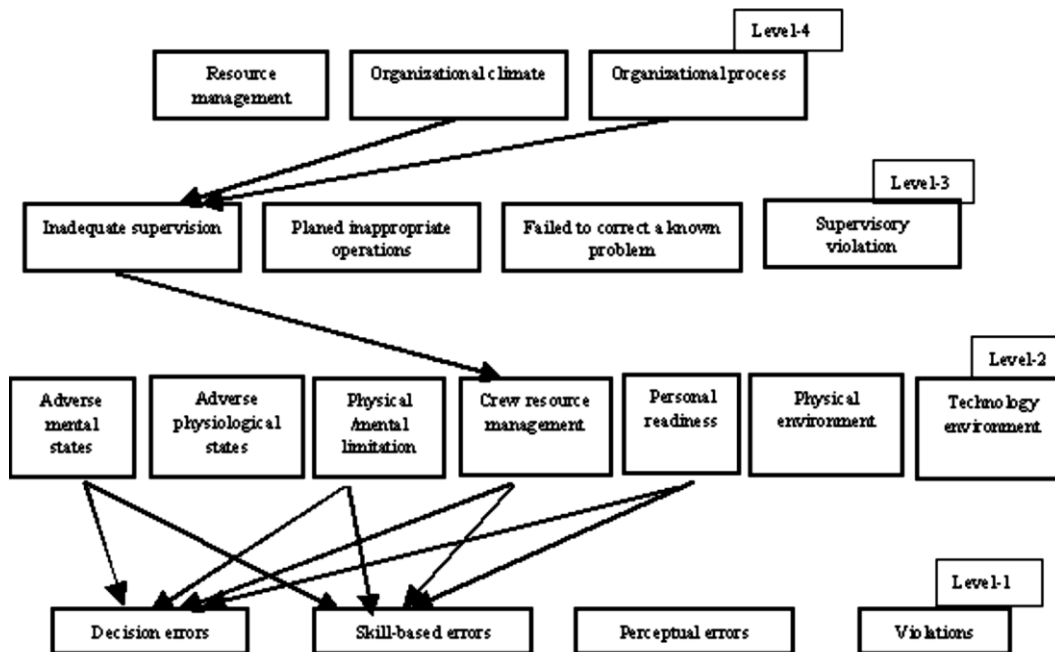 Level-4
Resource
management
Organizational climate
Organizational process
Level-3
Inadequate supervision
Planed inappropriate
operations
Failed to correct a known
problem
Supervisory
violation
Level-2
Adverse
mental
states
Adverse
physiological
states
Physical
/mental
limitation
Crew resource
management
Personal
readiness
Physical
environment
Technology
environment
Level-1
Decision errors
Skill-based errors
Perceptual errors
Violations